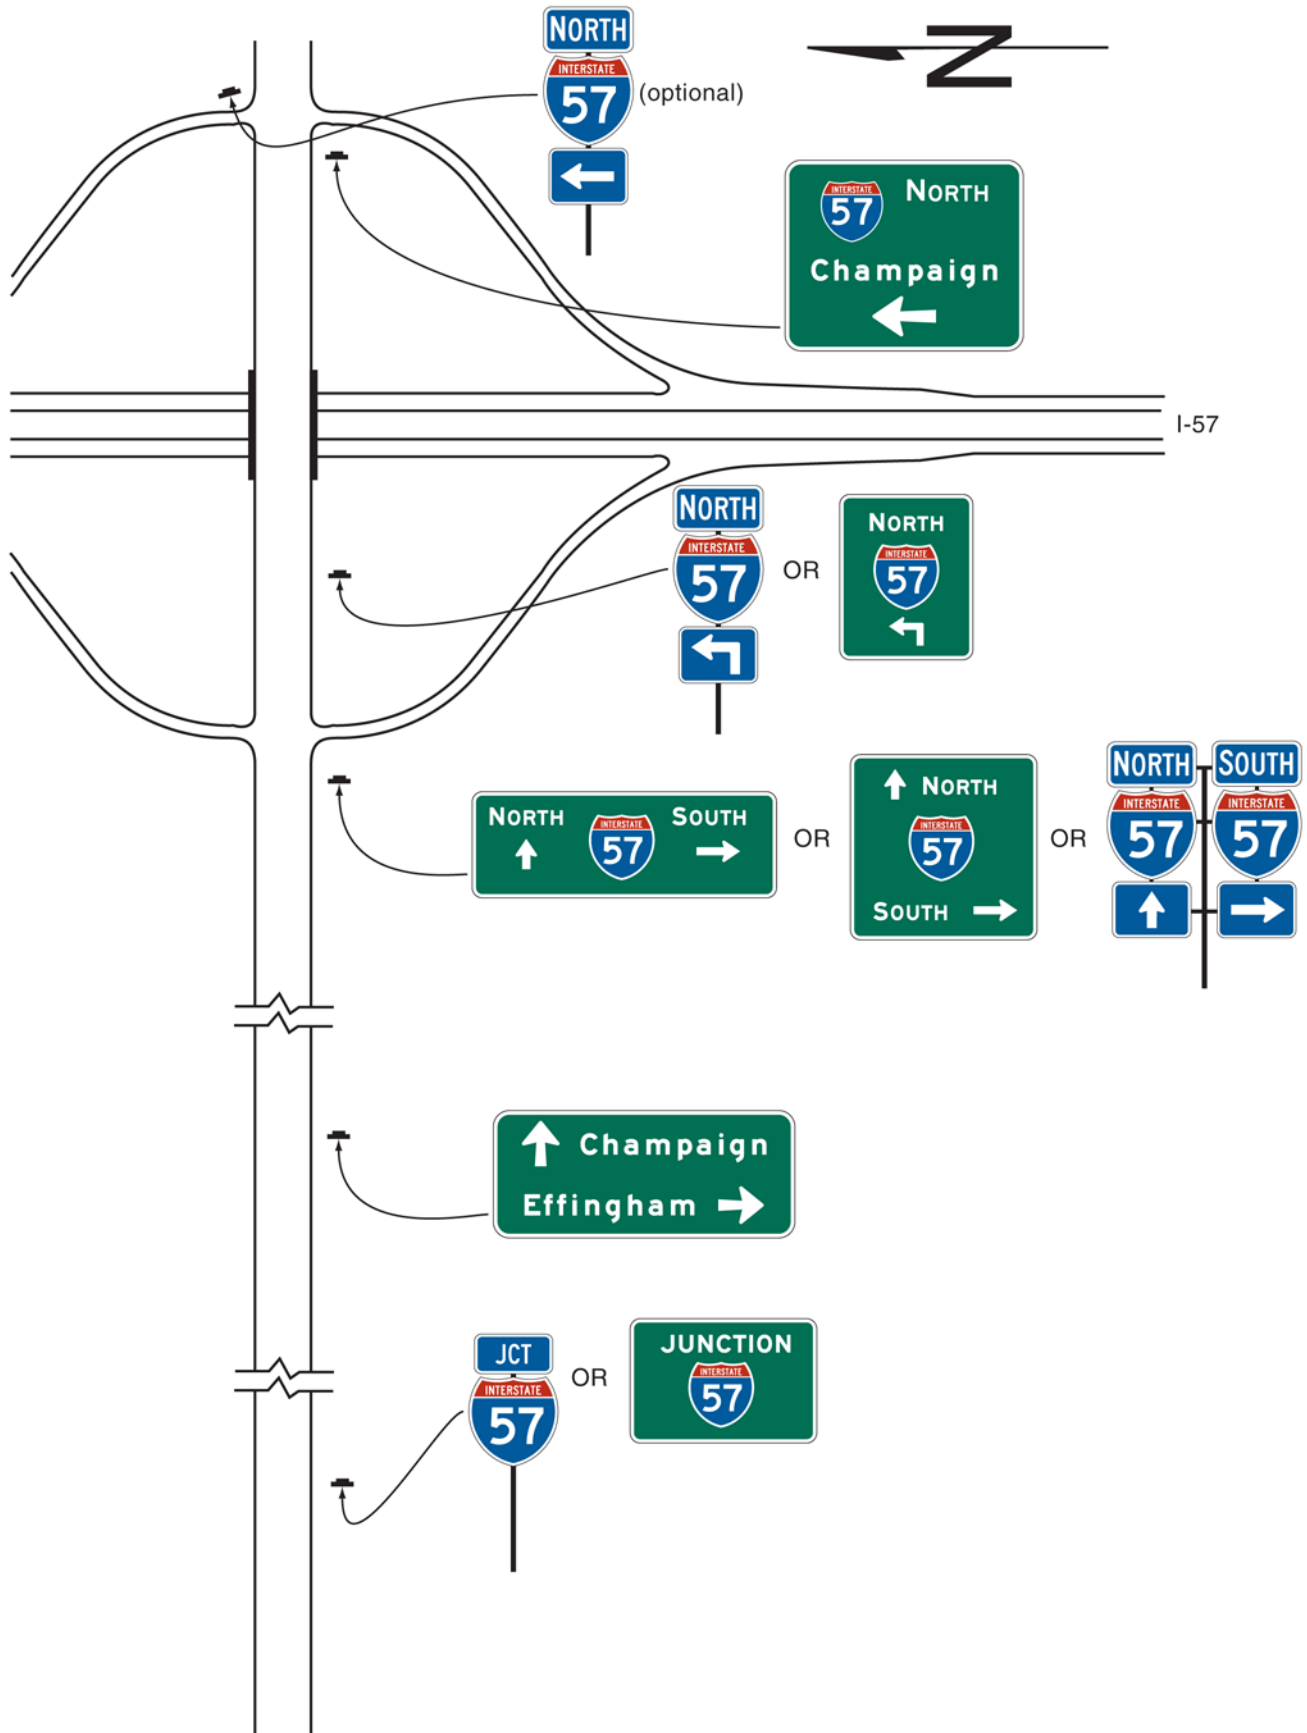 NORTH
INTERSTATE
57
(optional)
N
INTERSTATE
57
NORTH
Champaign
I-57
NORTH
INTERSTATE
57
OR
NORTH
INTERSTATE
57
NORTH
INTERSTATE
57
SOUTH
OR
NORTH
INTERSTATE
57
SOUTH
OR
NORTH
INTERSTATE
57
SOUTH
INTERSTATE
57
Champaign
Effingham
JCT
INTERSTATE
57
OR
JUNCTION
INTERSTATE
57